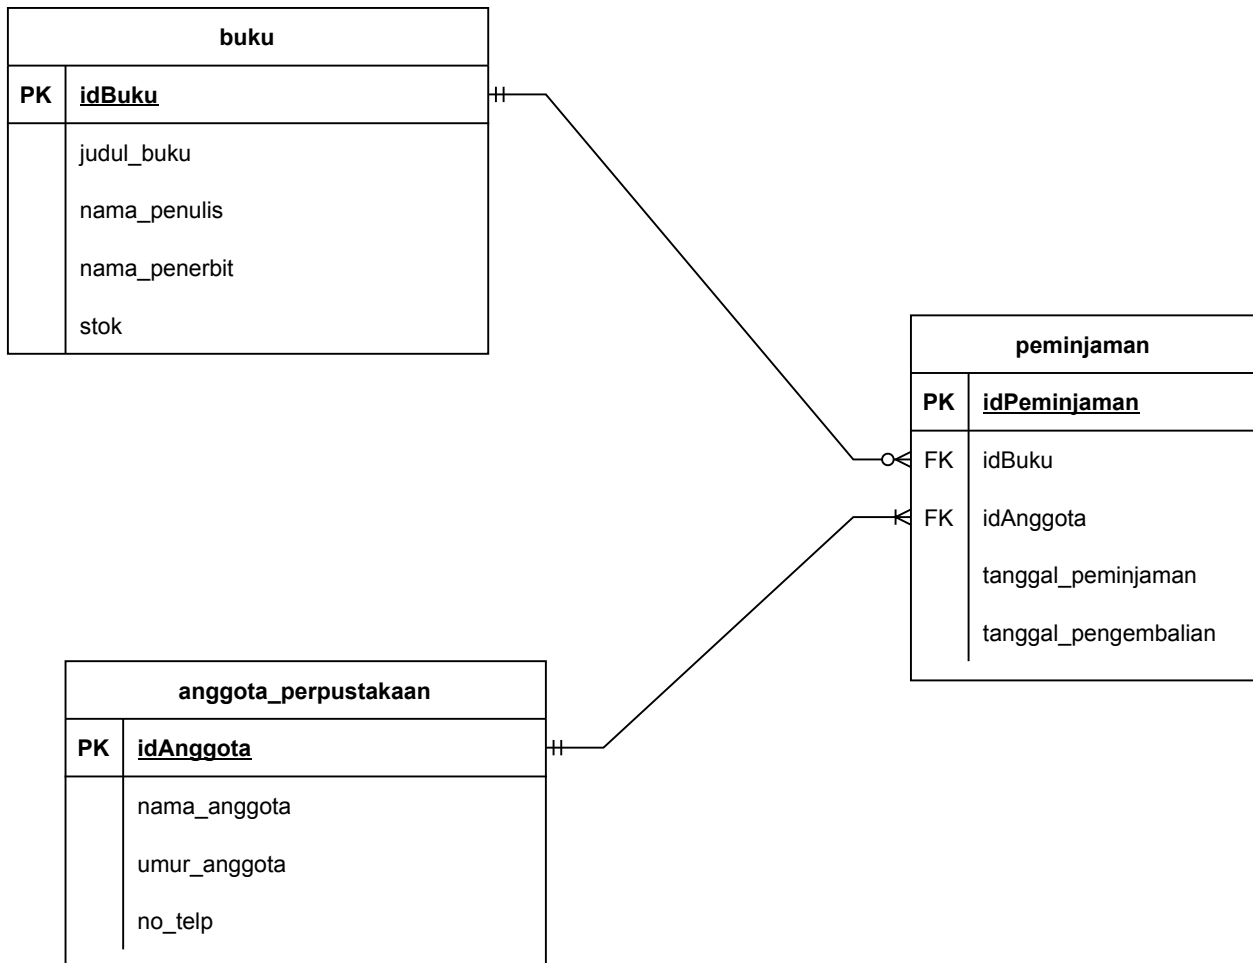 buku
PK idBuku
judul_buku
nama_penulis
nama_penerbit
stok
peminjaman
PK idPeminjaman
FK idBuku
FK idAnggota
tanggal_peminjaman
tanggal_pengembalian
anggota_perpustakaan
PK idAnggota
nama_anggota
umur_anggota
no_telp